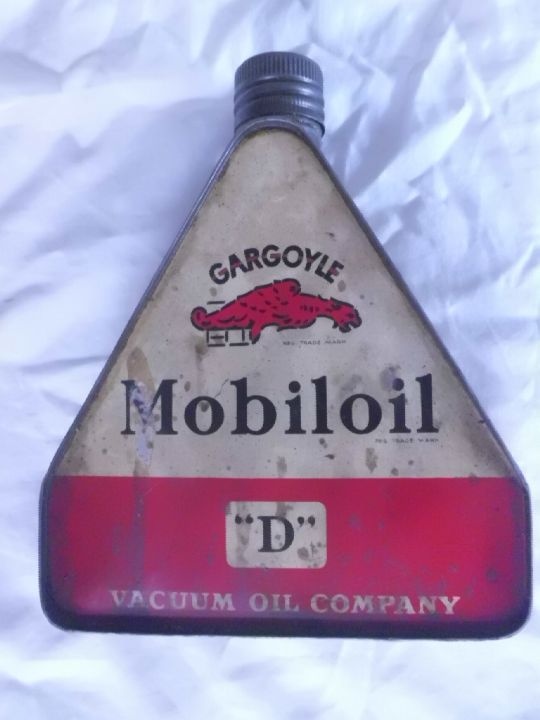 GARGOYLE
REG. TRADE MARK
Mobiloil
REG. TRADE MARK
"D"
VACUUM OIL COMPANY